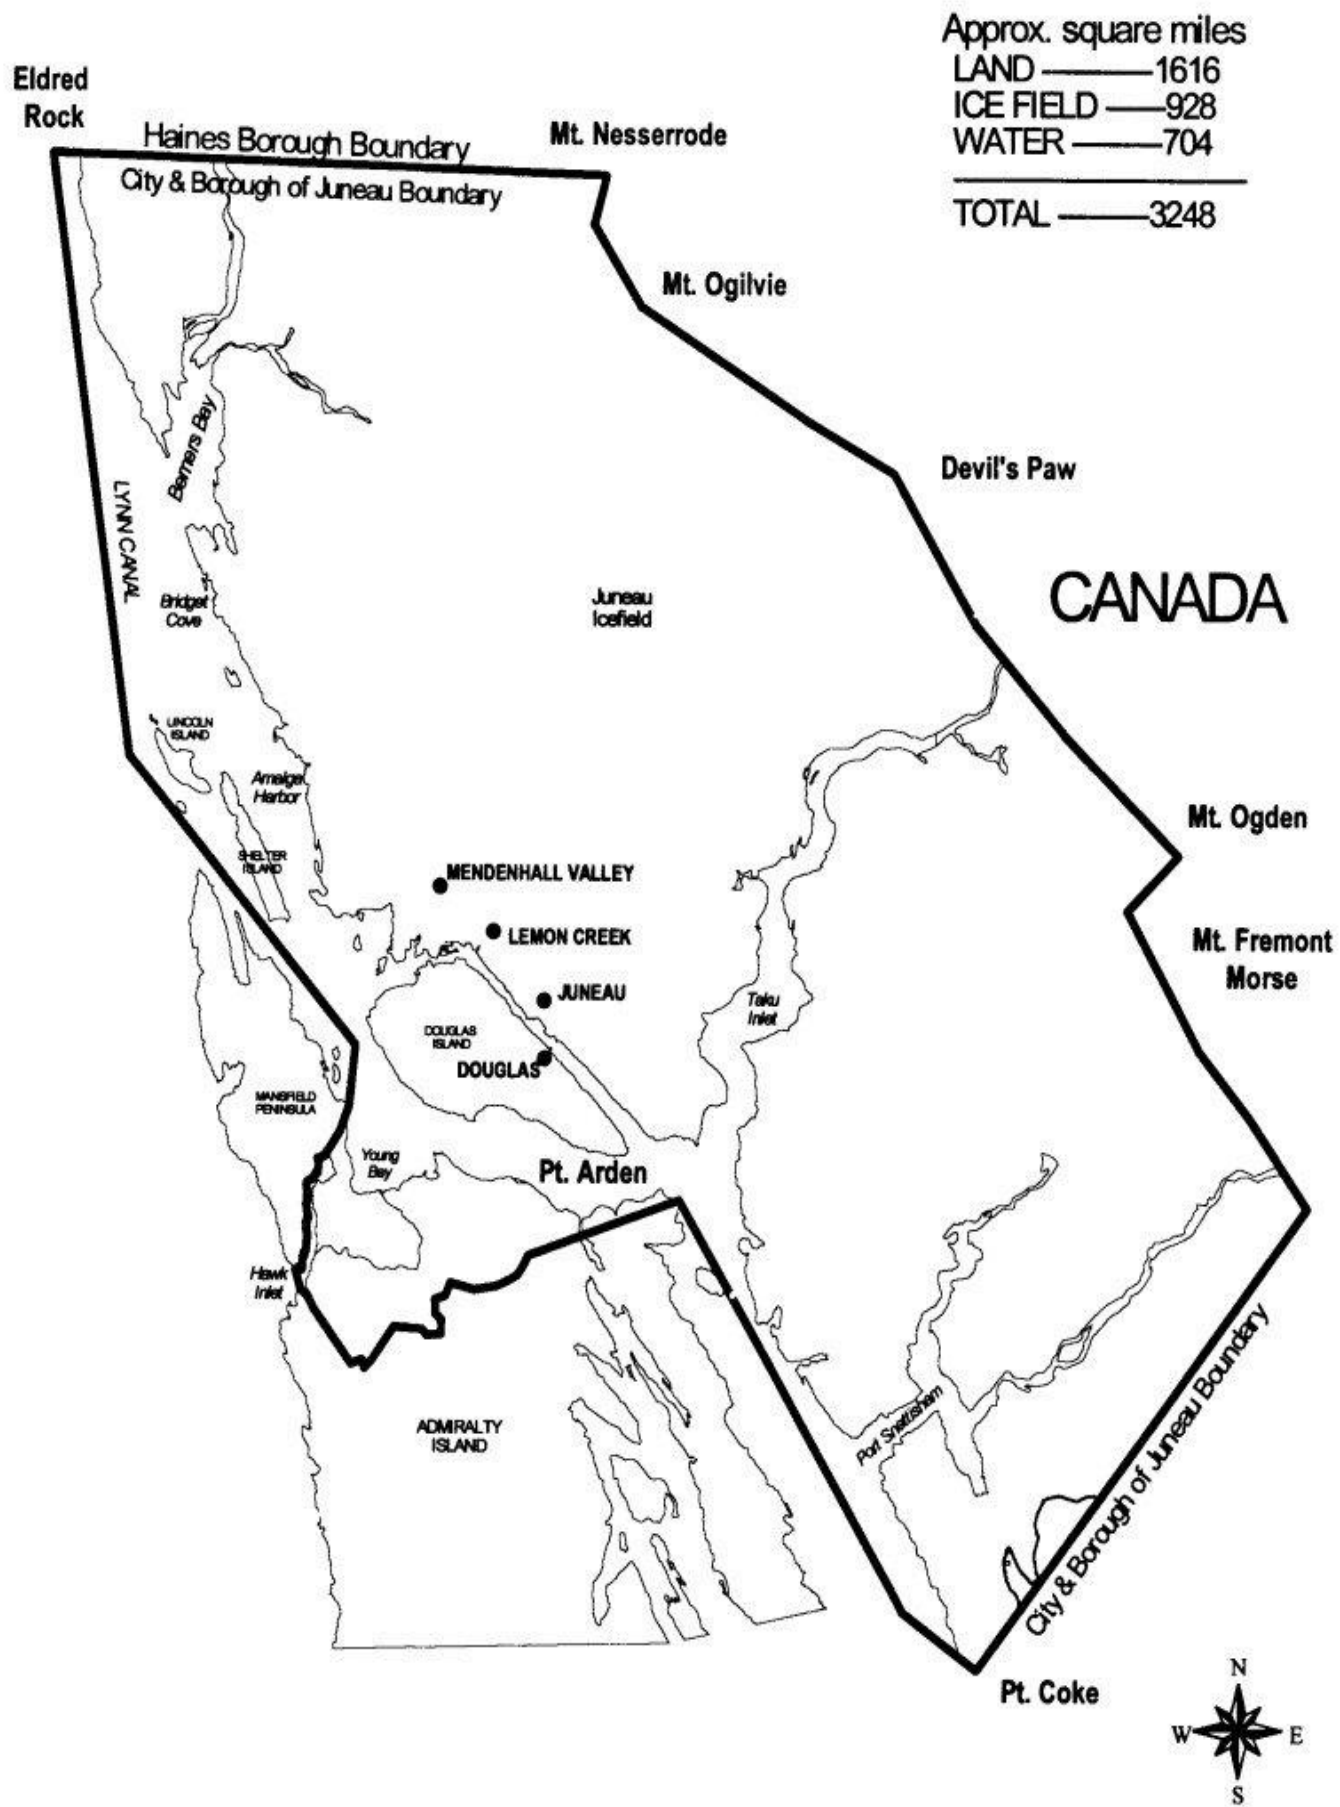 Approx. square miles
LAND 1616
ICE FIELD 928
WATER 704
TOTAL 3248
Eldred
Rock
Haines Borough Boundary
City & Borough of Juneau Boundary
Mt. Nesserrode
Mt. Ogilvie
Devil's Paw
CANADA
Berners Bay
LYNN CANAL
Bridget
Cove
Juneau
Icefield
LINCOLN
ISLAND
Amalga
Harbor
Mt. Ogden
SHELTER
ISLAND
MENDENHALL VALLEY
LEMON CREEK
Mt. Fremont
Morse
JUNEAU
Taku
Inlet
DOUGLAS
ISLAND
DOUGLAS
MANSFIELD
PENINSULA
Young
Bay
Pt. Arden
Hawk
Inlet
ADMIRALTY
ISLAND
Port Snettisham
City & Borough of Juneau Boundary
Pt. Coke
N
W E
S